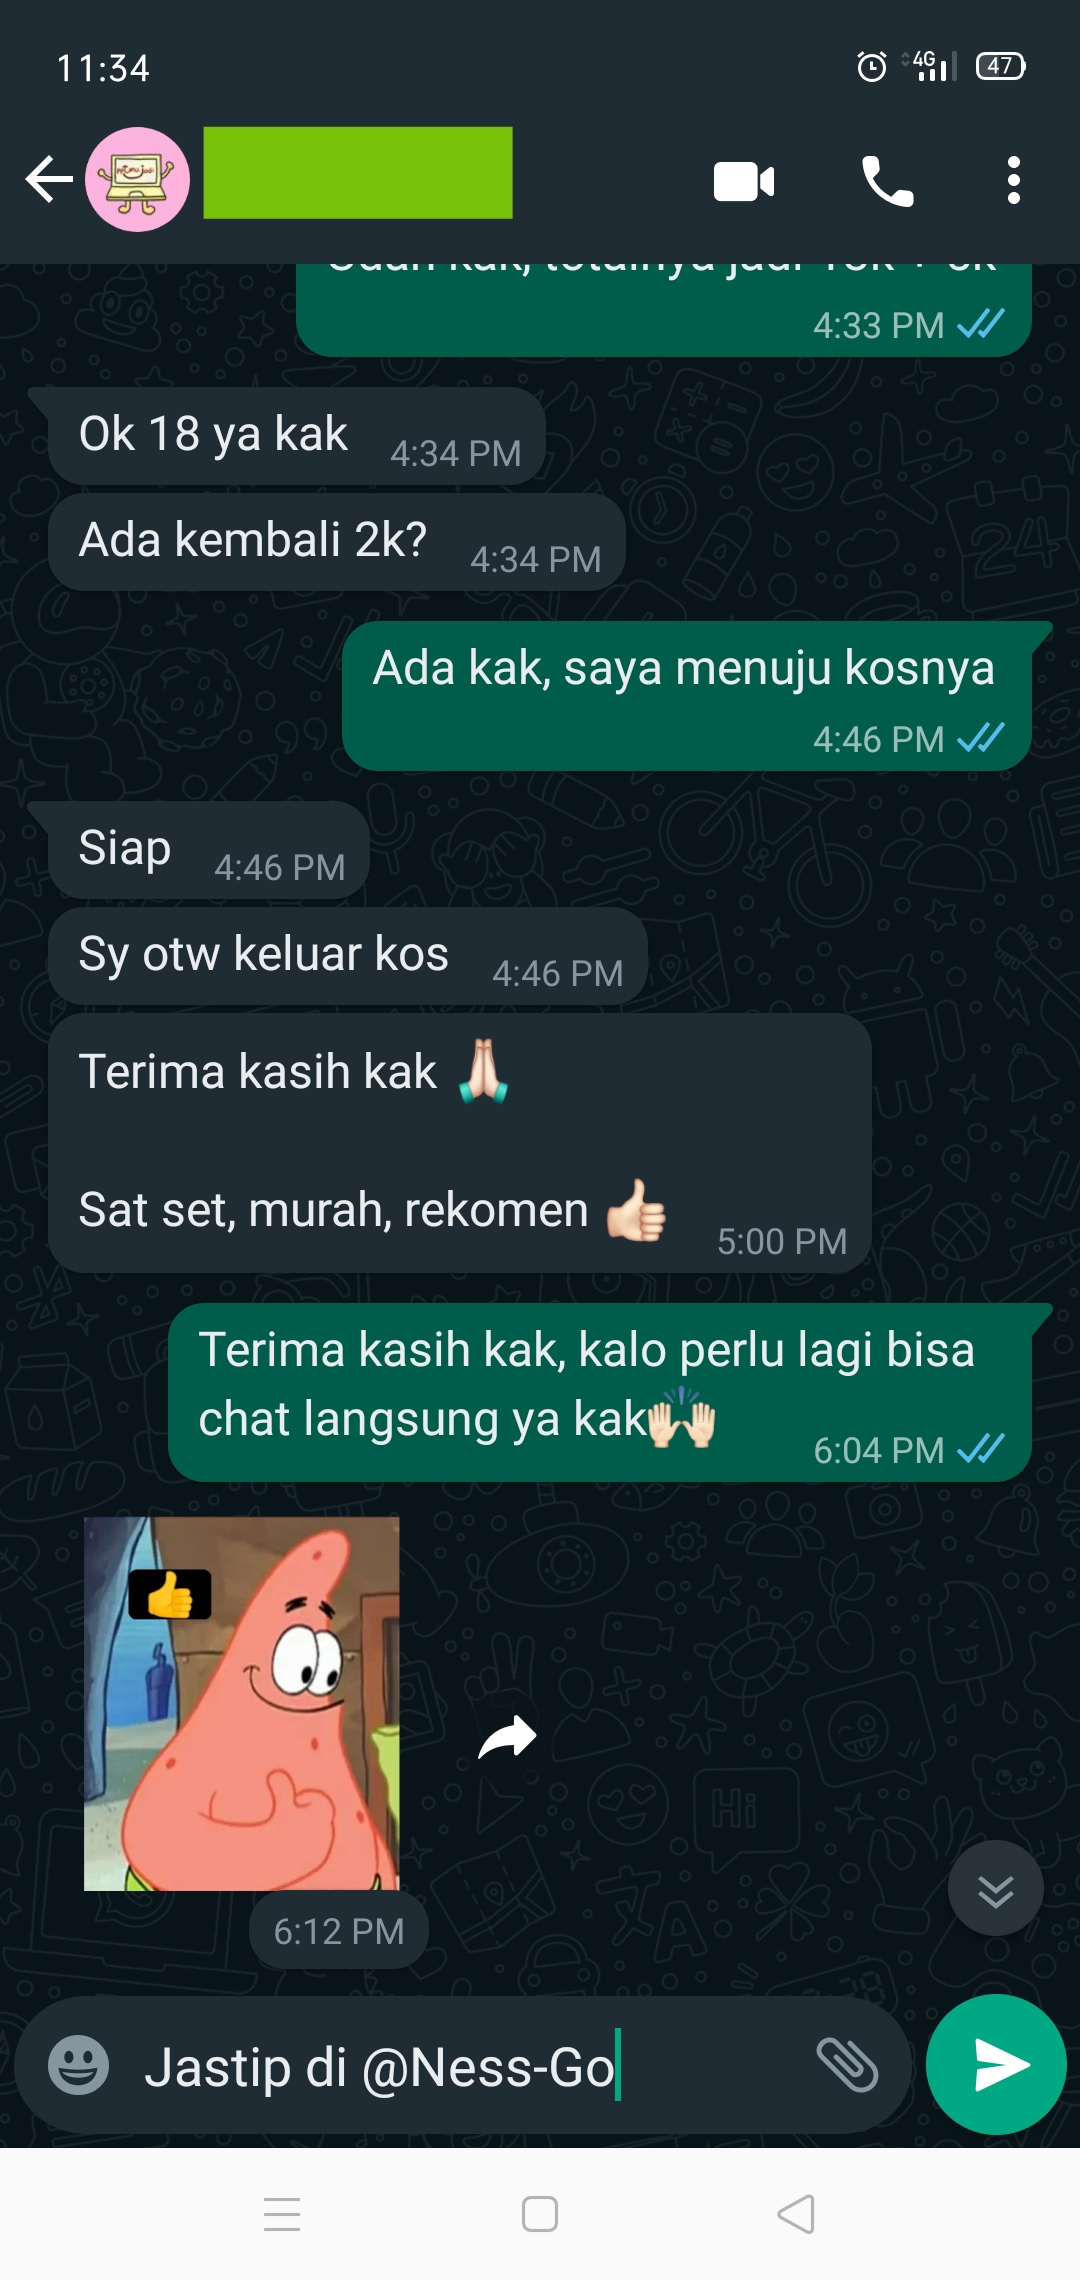 11:34
4G
47
4:33 PM
Ok 18 ya kak
4:34 PM
Ada kembali 2k?
4:34 PM
Ada kak, saya menuju kosnya
4:46 PM
Siap
4:46 PM
Sy otw keluar kos
4:46 PM
Terima kasih kak 🙏🏻
Sat set, murah, rekomen 👍🏻
5:00 PM
Terima kasih kak, kalo perlu lagi bisa
chat langsung ya kak🙌🏻
6:04 PM
👍
6:12 PM
Jastip di @Ness-Go